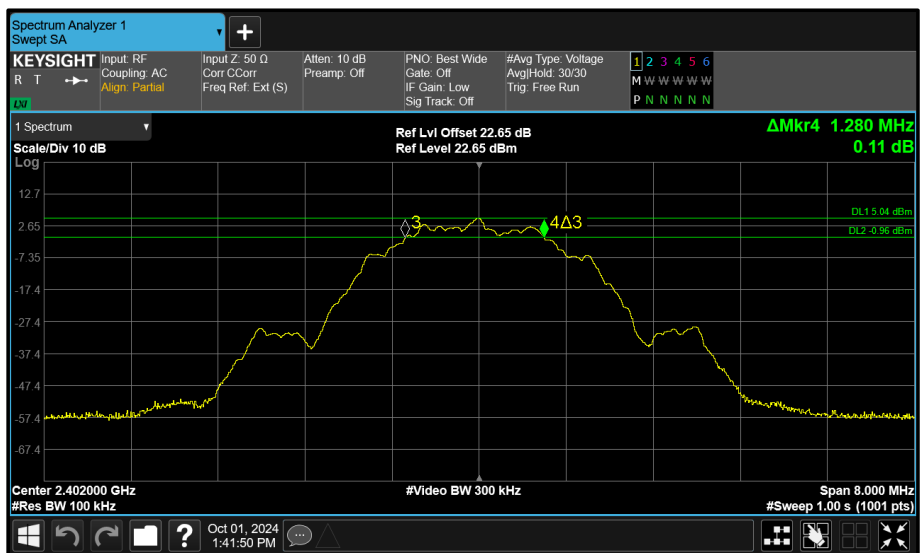 Spectrum Analyzer 1
Swept SA
+
KEYSIGHT
R T
LXI
Input: RF
Coupling: AC
Align: Partial
Input Z: 50 Ω
Corr CCorr
Freq Ref: Ext (S)
Atten: 10 dB
Preamp: Off
PNO: Best Wide
Gate: Off
IF Gain: Low
Sig Track: Off
#Avg Type: Voltage
Avg|Hold: 30/30
Trig: Free Run
1 2 3 4 5 6
M W W W W W
P N N N N N
1 Spectrum
Scale/Div 10 dB
Log
Ref Lvl Offset 22.65 dB
Ref Level 22.65 dBm
ΔMkr4 1.280 MHz
0.11 dB
12.7
2.65
-7.35
-17.4
-27.4
-37.4
-47.4
-57.4
-67.4
3
4Δ3
DL1 5.04 dBm
DL2 -0.96 dBm
Center 2.402000 GHz
#Res BW 100 kHz
#Video BW 300 kHz
Span 8.000 MHz
#Sweep 1.00 s (1001 pts)
?
Oct 01, 2024
1:41:50 PM